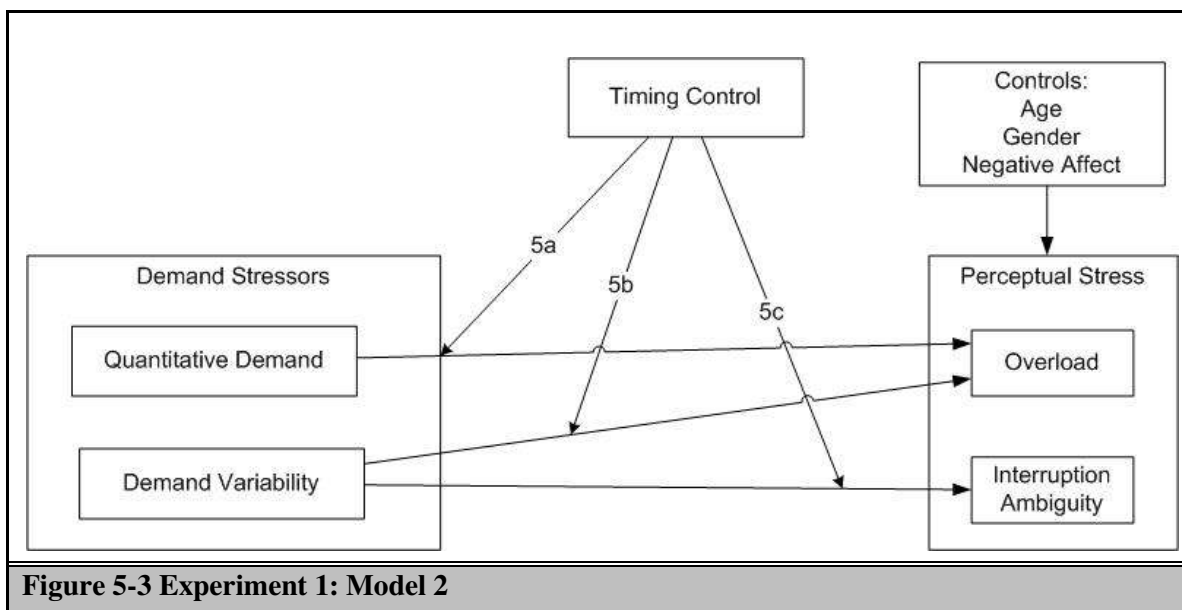 Timing Control
Controls:
Age
Gender
Negative Affect
5a
5b
5c
Demand Stressors
Quantitative Demand
Demand Variability
Perceptual Stress
Overload
Interruption
Ambiguity
Figure 5-3 Experiment 1: Model 2